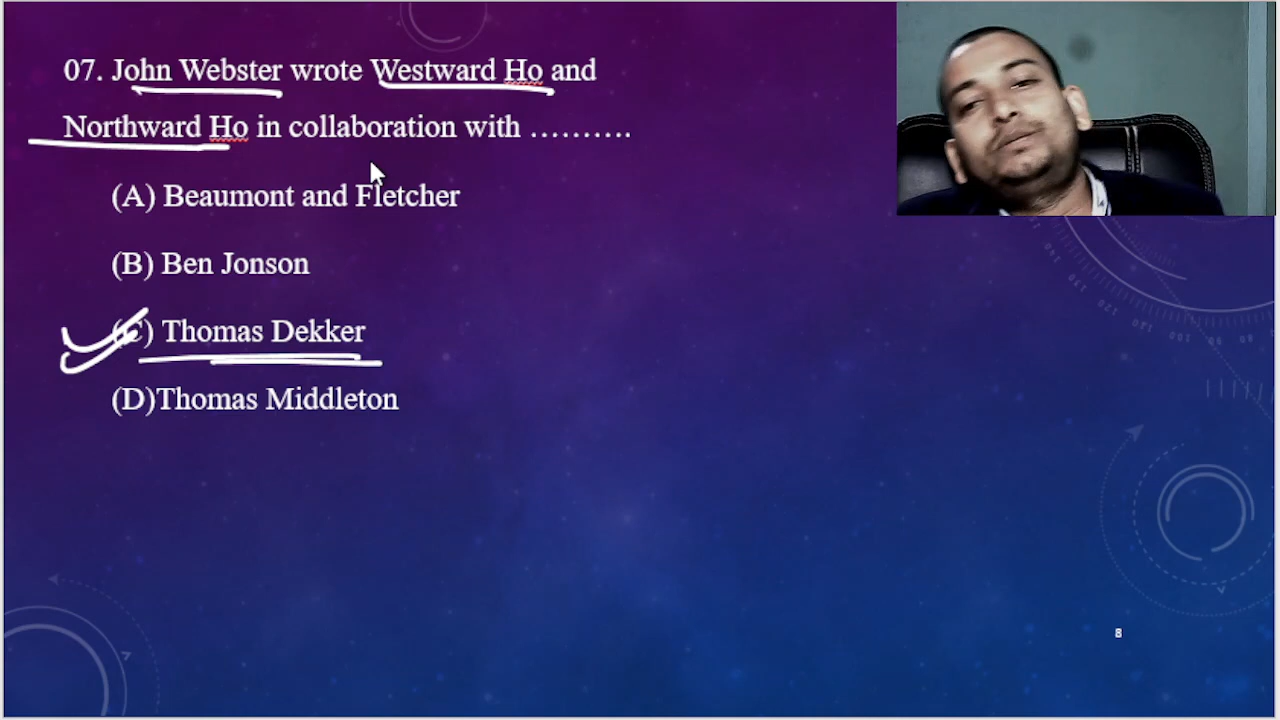 07. John Webster wrote Westward Ho and
Northward Ho in collaboration with ……….
(A) Beaumont and Fletcher
(B) Ben Jonson
(C) Thomas Dekker
(D)Thomas Middleton
8